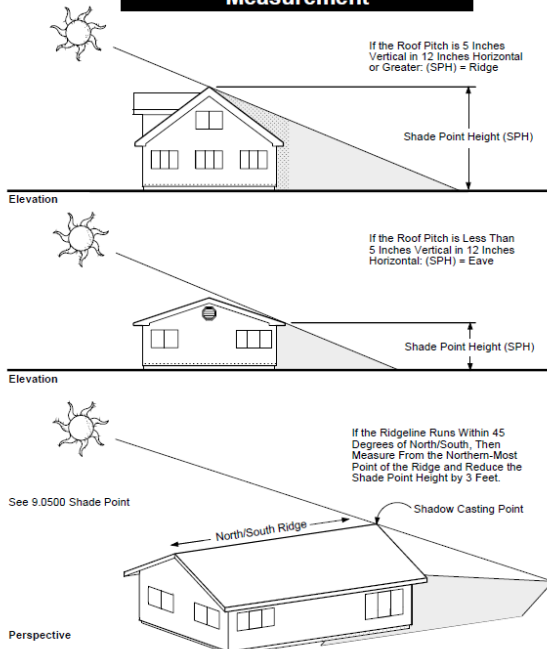 Measurement
If the Roof Pitch is 5 Inches
Vertical in 12 Inches Horizontal
or Greater: (SPH) = Ridge
Shade Point Height (SPH)
Elevation
If the Roof Pitch is Less Than
5 Inches Vertical in 12 Inches
Horizontal: (SPH) = Eave
Shade Point Height (SPH)
Elevation
If the Ridgeline Runs Within 45
Degrees of North/South, Then
Measure From the Northern-Most
Point of the Ridge and Reduce the
Shade Point Height by 3 Feet.
See 9.0500 Shade Point
Shadow Casting Point
North/South Ridge
Perspective